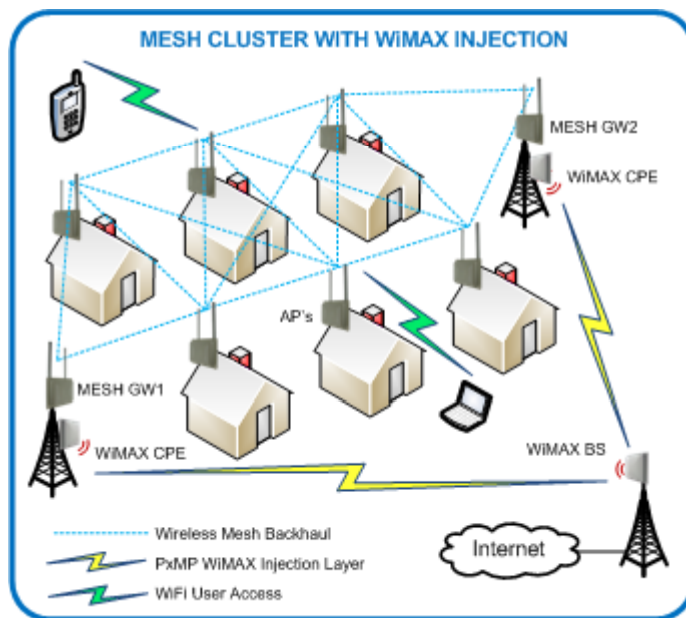 MESH CLUSTER WITH WiMAX INJECTION
MESH GW2
WiMAX CPE
AP's
MESH GW1
WiMAX CPE
WiMAX BS
Wireless Mesh Backhaul
PxMP WiMAX Injection Layer
WiFi User Access
Internet